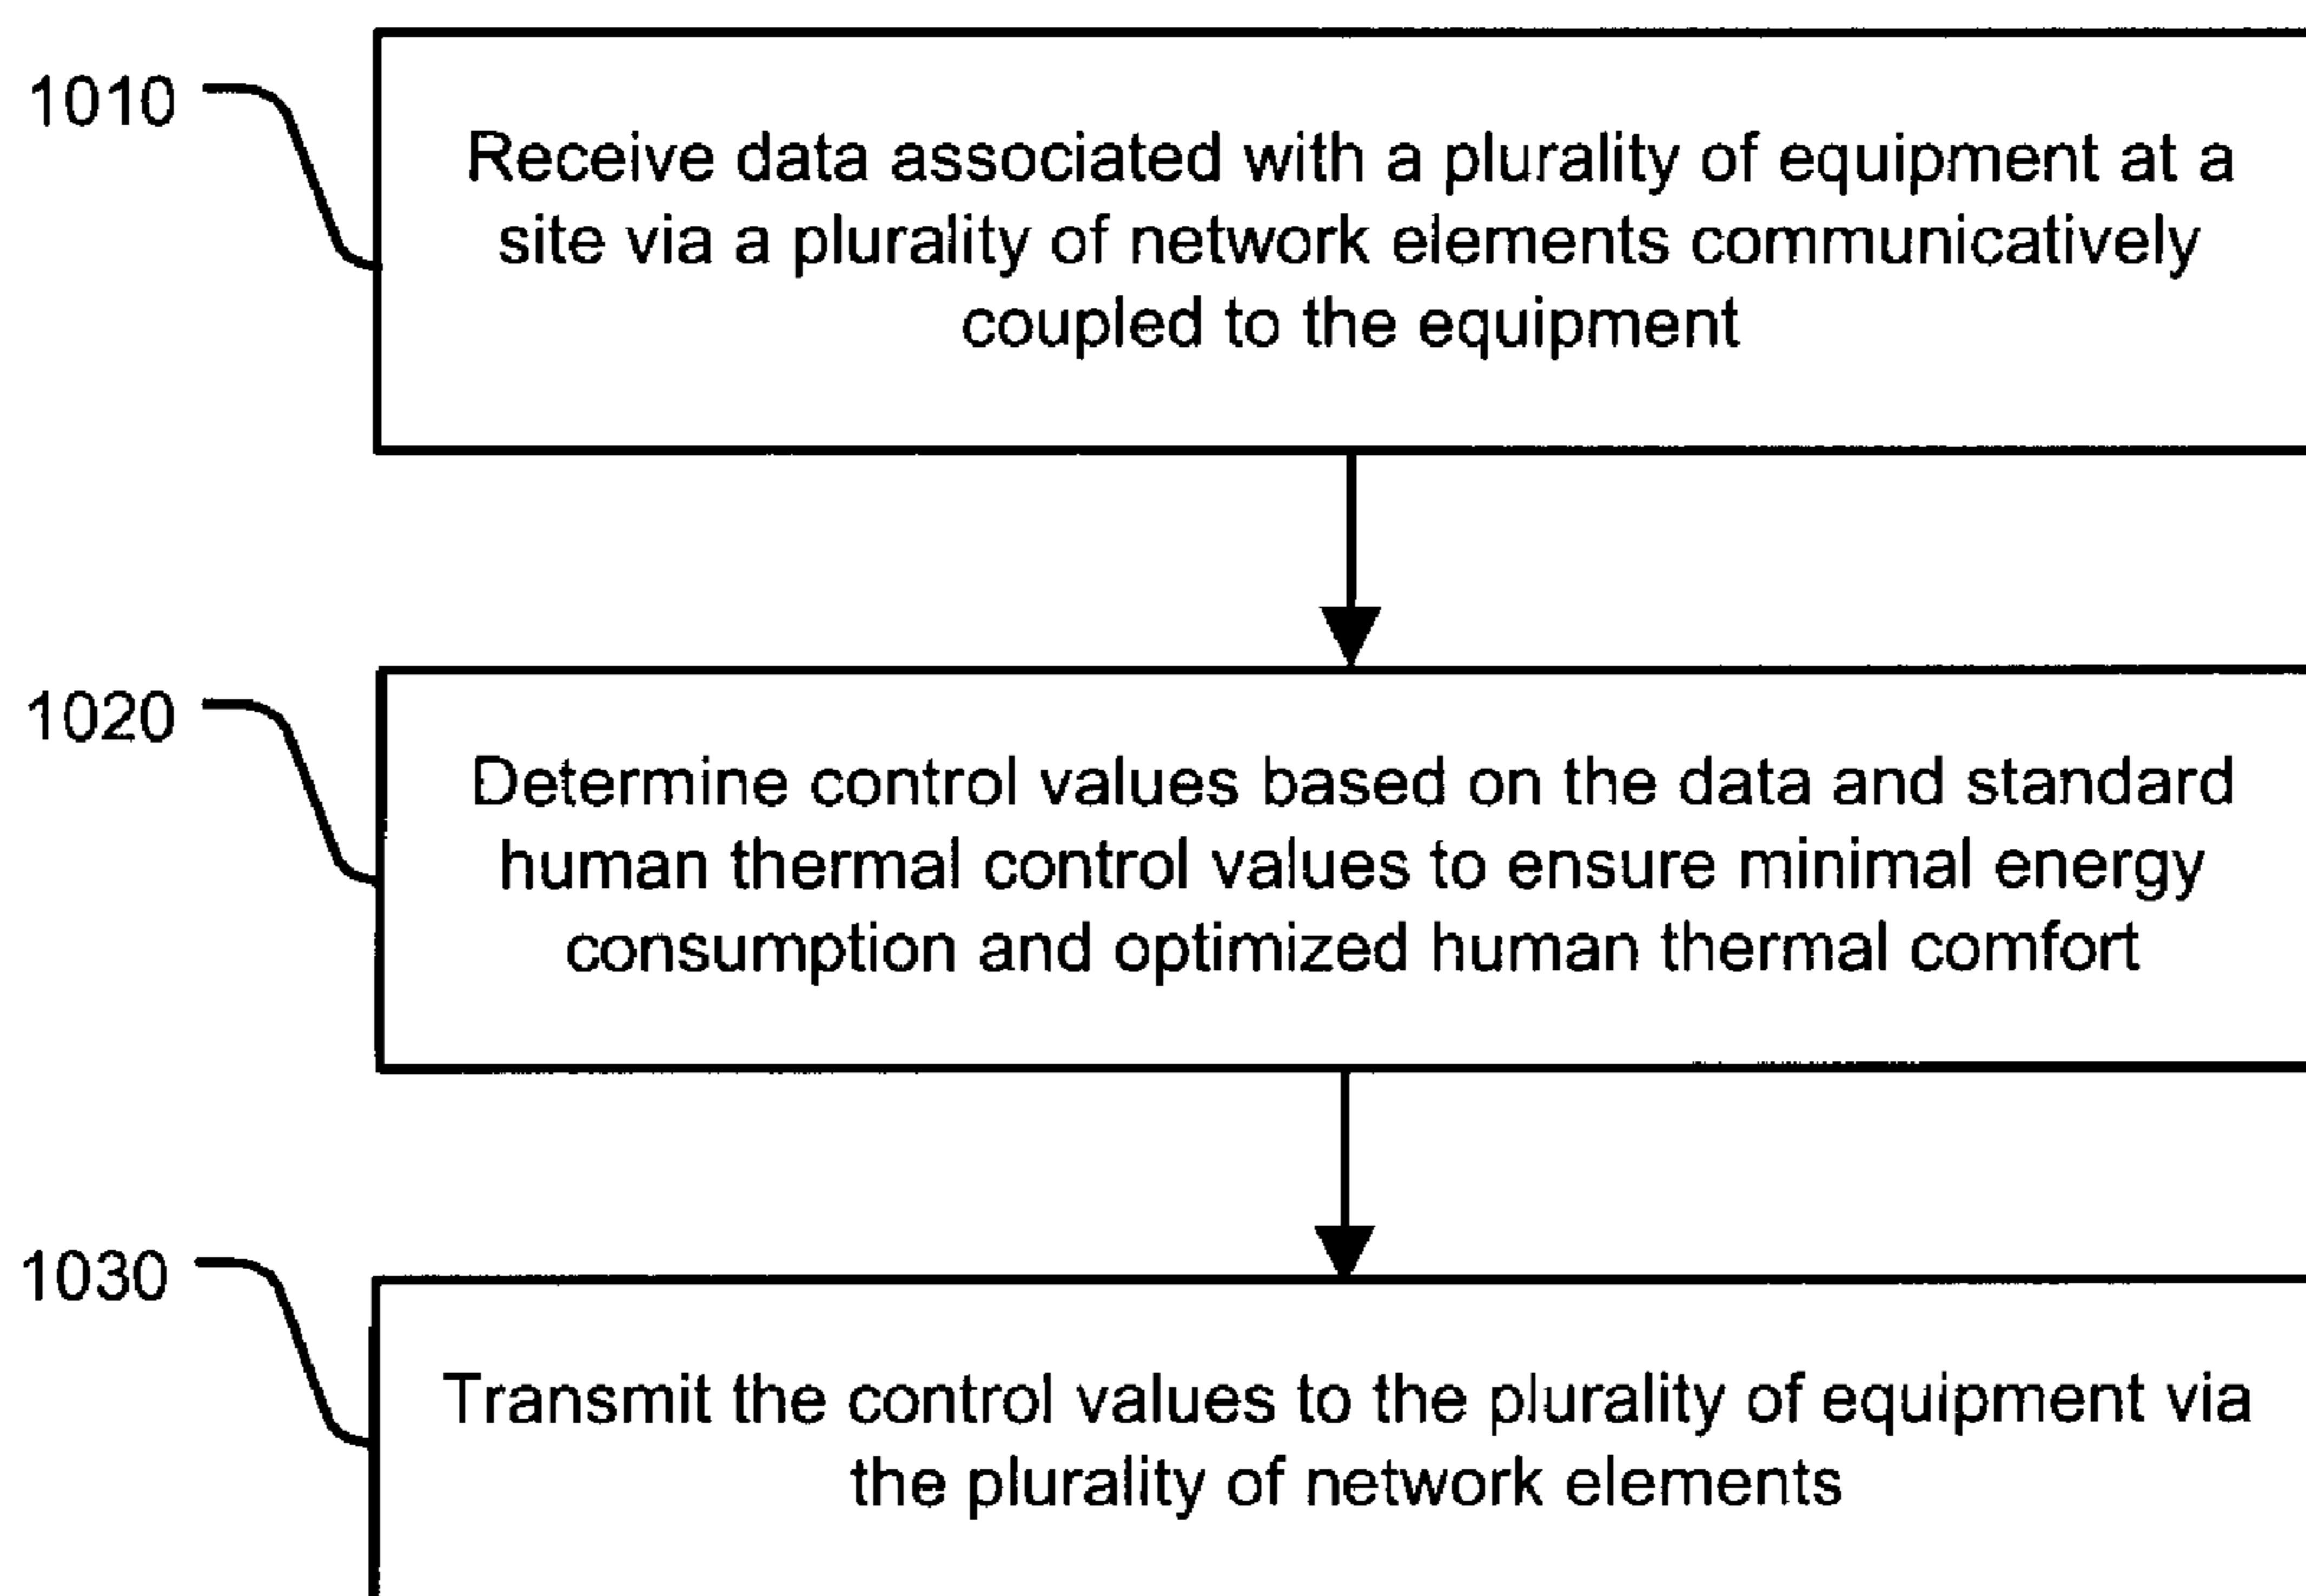 1010
Receive data associated with a plurality of equipment at a
site via a plurality of network elements communicatively
coupled to the equipment
1020
Determine control values based on the data and standard
human thermal control values to ensure minimal energy
consumption and optimized human thermal comfort
1030
Transmit the control values to the plurality of equipment via
the plurality of network elements